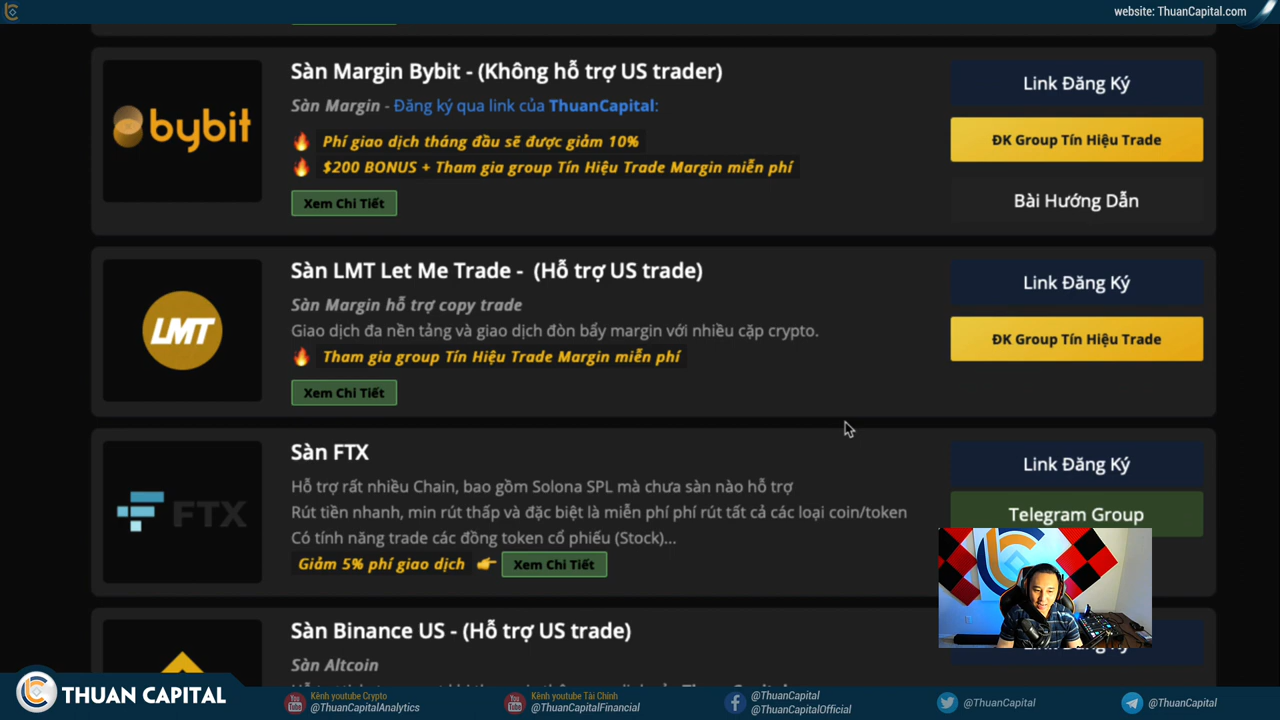 website: ThuanCapital.com
bybit
Sàn Margin Bybit - (Không hỗ trợ US trader)
Sàn Margin - Đăng ký qua link của ThuanCapital:
Phí giao dịch tháng đầu sẽ được giảm 10%
$200 BONUS + Tham gia group Tín Hiệu Trade Margin miễn phí
Xem Chi Tiết
Link Đăng Ký
ĐK Group Tín Hiệu Trade
Bài Hướng Dẫn
LMT
Sàn LMT Let Me Trade - (Hỗ trợ US trade)
Sàn Margin hỗ trợ copy trade
Giao dịch đa nền tảng và giao dịch đòn bẩy margin với nhiều cặp crypto.
Tham gia group Tín Hiệu Trade Margin miễn phí
Xem Chi Tiết
Link Đăng Ký
ĐK Group Tín Hiệu Trade
FTX
Sàn FTX
Hỗ trợ rất nhiều Chain, bao gồm Solona SPL mà chưa sàn nào hỗ trợ
Rút tiền nhanh, min rút thấp và đặc biệt là miễn phí phí rút tất cả các loại coin/token
Có tính năng trade các đồng token cổ phiếu (Stock)...
Giảm 5% phí giao dịch
Xem Chi Tiết
Link Đăng Ký
Telegram Group
Sàn Binance US - (Hỗ trợ US trade)
Sàn Altcoin
THUAN CAPITAL
Kênh youtube Crypto
@ThuanCapitalAnalytics
Kênh youtube Tài Chính
@ThuanCapitalFinancial
@ThuanCapital
@ThuanCapitalOfficial
@ThuanCapital
@ThuanCapital